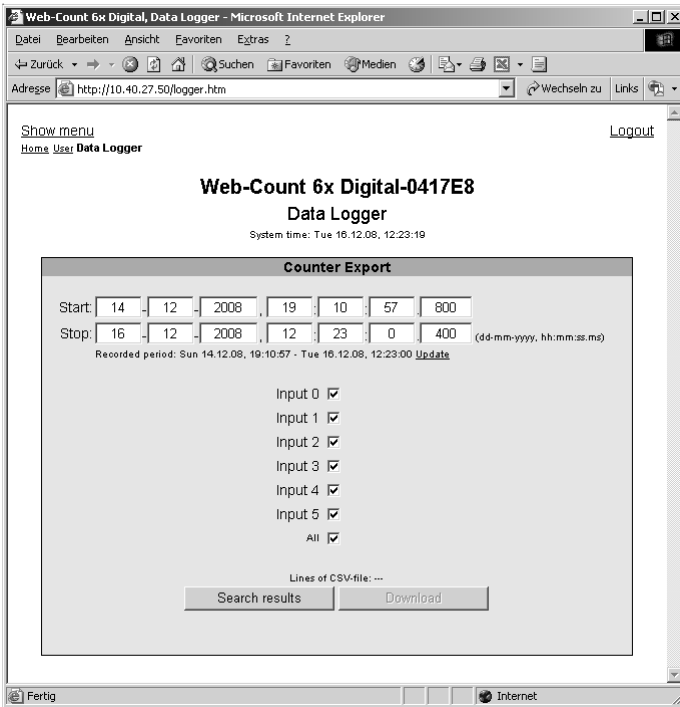 Web-Count 6x Digital, Data Logger - Microsoft Internet Explorer
Datei Bearbeiten Ansicht Favoriten Extras ?
Zurück Suchen Favoriten Medien
Adresse http://10.40.27.50/logger.htm Wechseln zu Links
Show menu Logout
Home User Data Logger
Web-Count 6x Digital-0417E8
Data Logger
System time: Tue 16.12.08, 12:23:19
Counter Export
Start: 14 - 12 - 2008 , 19 : 10 : 57 . 800
Stop: 16 - 12 - 2008 , 12 : 23 : 0 . 400 (dd-mm-yyyy, hh:mm:ss.ms)
Recorded period: Sun 14.12.08, 19:10:57 - Tue 16.12.08, 12:23:00 Update
Input 0
Input 1
Input 2
Input 3
Input 4
Input 5
All
Lines of CSV-file: ---
Search results Download
Fertig Internet